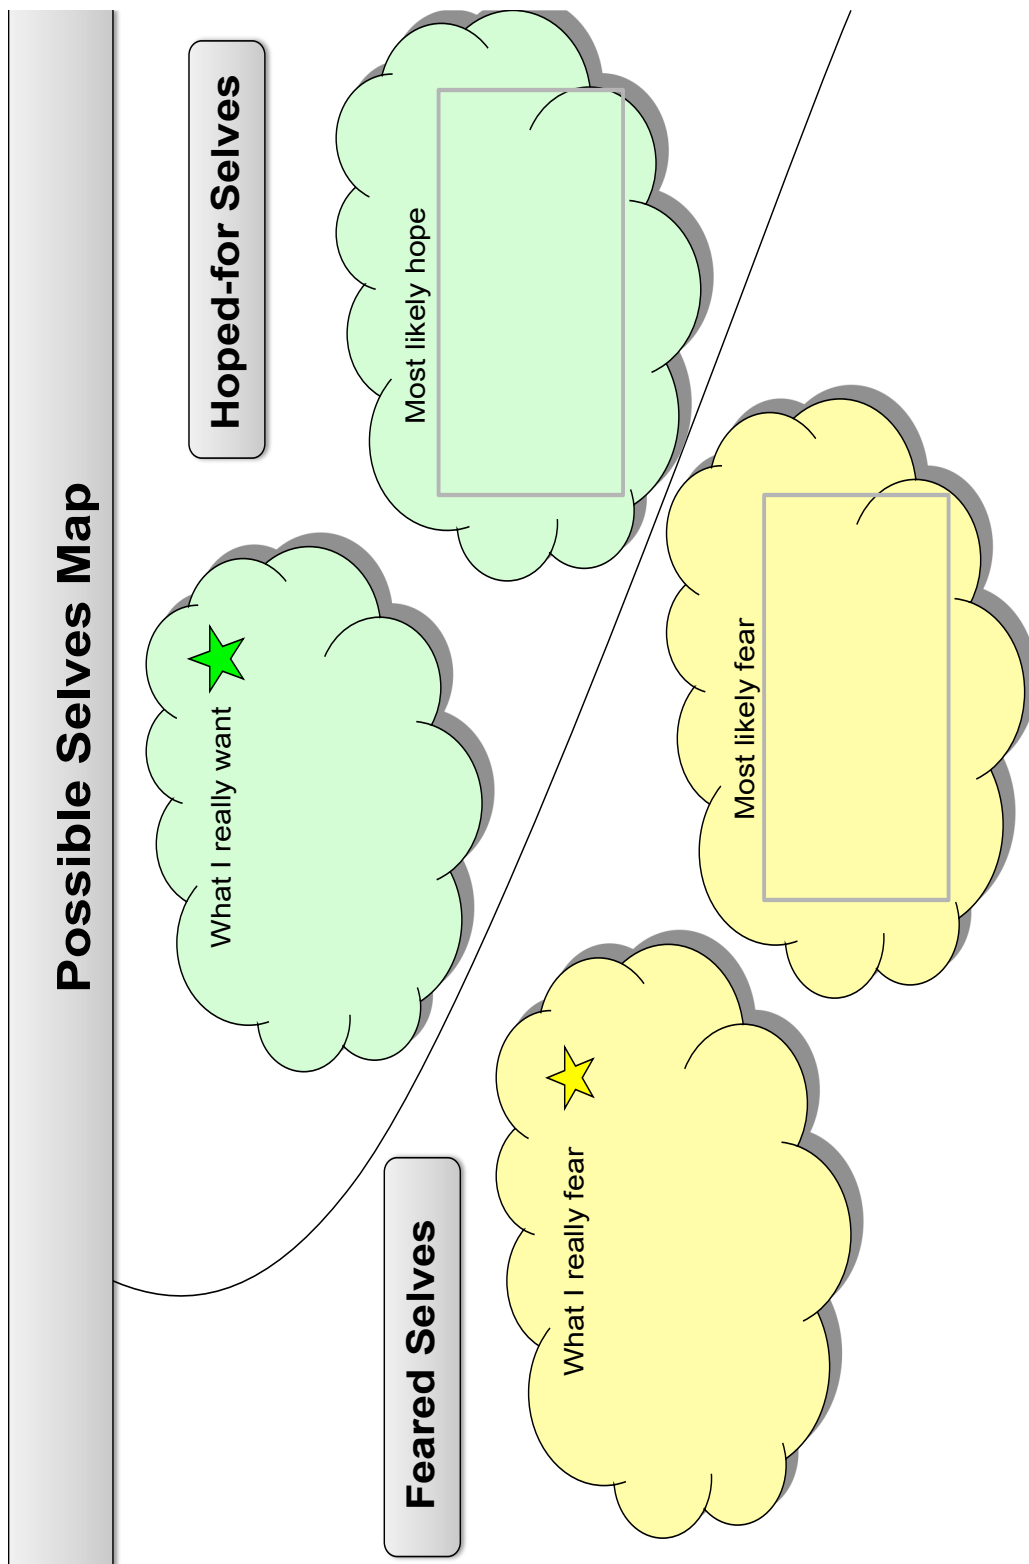 Possible Selves Map
Hoped-for Selves
What I really want
Most likely hope
Feared Selves
What I really fear
Most likely fear